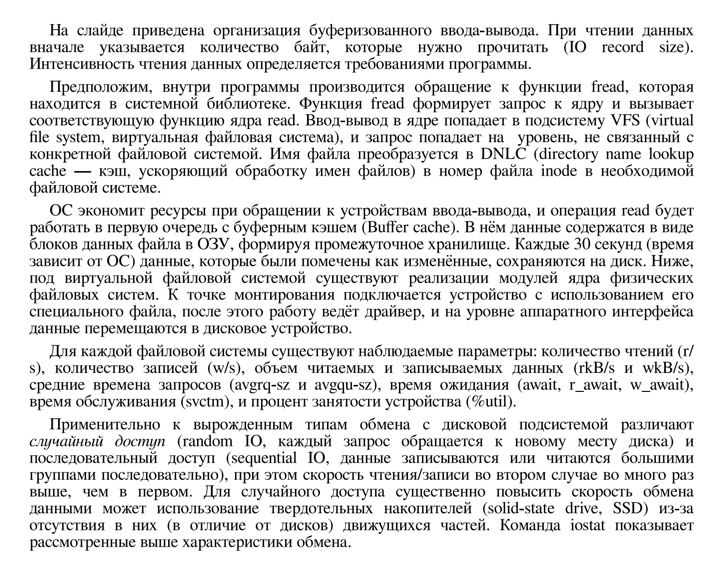 На слайде приведена организация буферизованного ввода-вывода. При чтении данных
вначале указывается количество байт, которые нужно прочитать (IO record size).
Интенсивность чтения данных определяется требованиями программы.
Предположим, внутри программы производится обращение к функции fread, которая
находится в системной библиотеке. Функция fread формирует запрос к ядру и вызывает
соответствующую функцию ядра read. Ввод-вывод в ядре попадает в подсистему VFS (virtual
file system, виртуальная файловая система), и запрос попадает на уровень, не связанный с
конкретной файловой системой. Имя файла преобразуется в DNLC (directory name lookup
cache — кэш, ускоряющий обработку имен файлов) в номер файла inode в необходимой
файловой системе.
ОС экономит ресурсы при обращении к устройствам ввода-вывода, и операция read будет
работать в первую очередь с буферным кэшем (Buffer cache). В нём данные содержатся в виде
блоков данных файла в ОЗУ, формируя промежуточное хранилище. Каждые 30 секунд (время
зависит от ОС) данные, которые были помечены как изменённые, сохраняются на диск. Ниже,
под виртуальной файловой системой существуют реализации модулей ядра физических
файловых систем. К точке монтирования подключается устройство с использованием его
специального файла, после этого работу ведёт драйвер, и на уровне аппаратного интерфейса
данные перемещаются в дисковое устройство.
Для каждой файловой системы существуют наблюдаемые параметры: количество чтений (r/
s), количество записей (w/s), объем читаемых и записываемых данных (rkB/s и wkB/s),
средние времена запросов (avgrq-sz и avgqu-sz), время ожидания (await, r_await, w_await),
время обслуживания (svctm), и процент занятости устройства (%util).
Применительно к вырожденным типам обмена с дисковой подсистемой различают
случайный доступ (random IO, каждый запрос обращается к новому месту диска) и
последовательный доступ (sequential IO, данные записываются или читаются большими
группами последовательно), при этом скорость чтения/записи во втором случае во много раз
выше, чем в первом. Для случайного доступа существенно повысить скорость обмена
данными может использование твердотельных накопителей (solid-state drive, SSD) из-за
отсутствия в них (в отличие от дисков) движущихся частей. Команда iostat показывает
рассмотренные выше характеристики обмена.